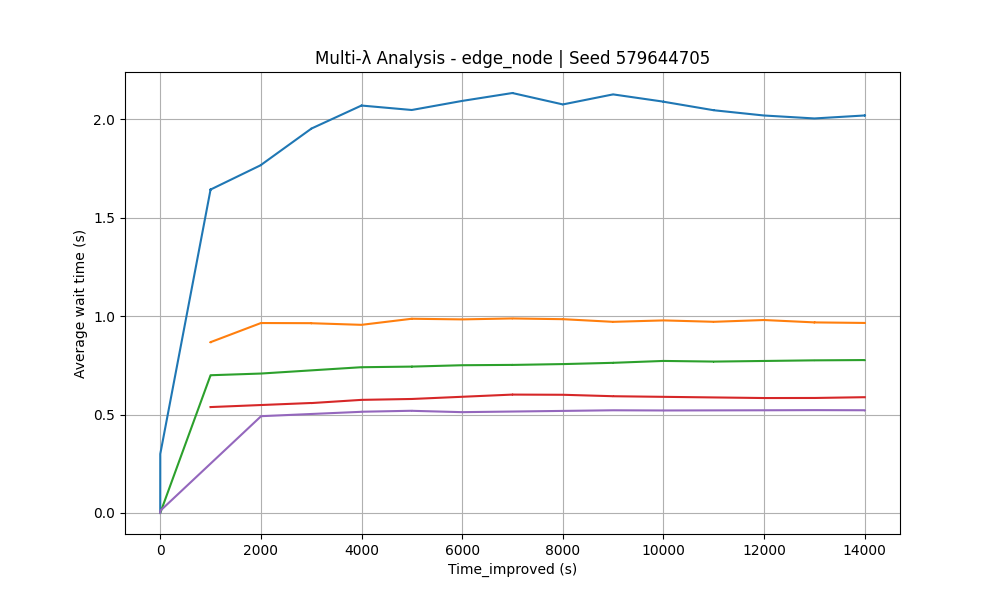 Multi-λ Analysis - edge_node | Seed 579644705
Average wait time (s)
2.0
1.5
1.0
0.5
0.0
0 2000 4000 6000 8000 10000 12000 14000
Time_improved (s)